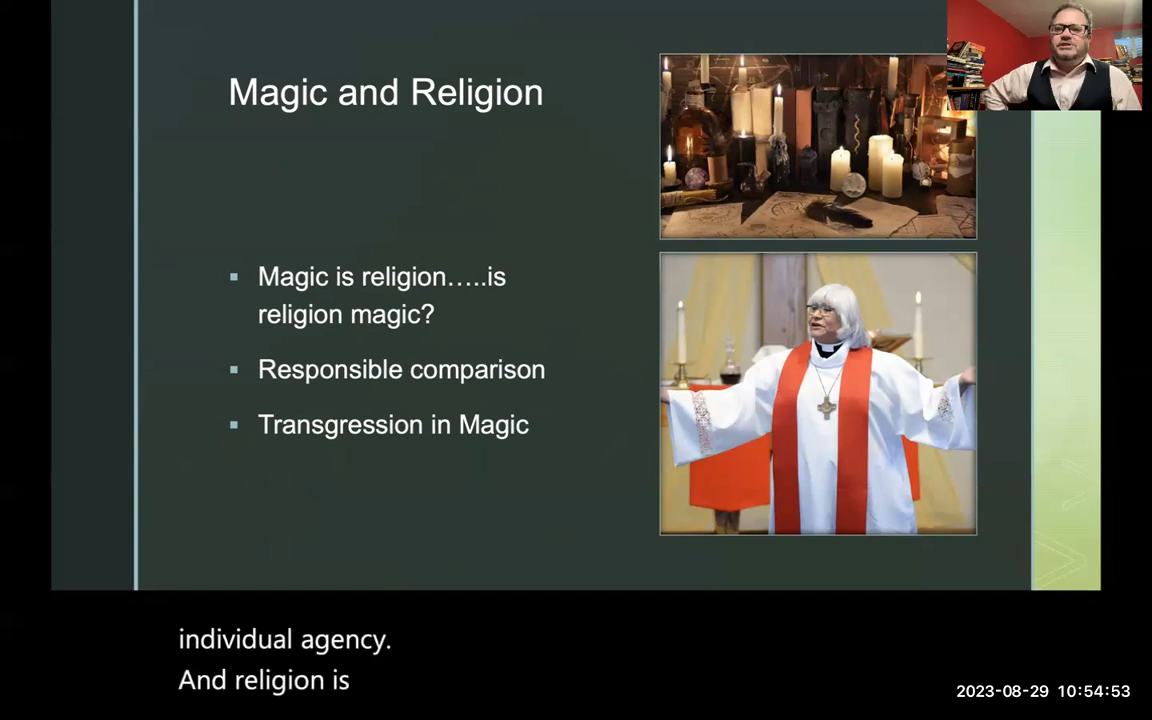 Magic and Religion
▪ Magic is religion…..is
religion magic?
▪ Responsible comparison
▪ Transgression in Magic
individual agency.
And religion is
2023-08-29 10:54:53